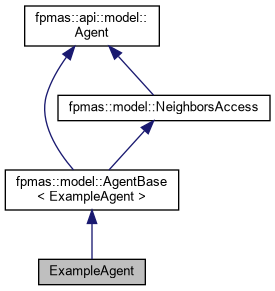 fpmas::api::model::
Agent
fpmas::model::NeighborsAccess
fpmas::model::AgentBase
< ExampleAgent >
ExampleAgent